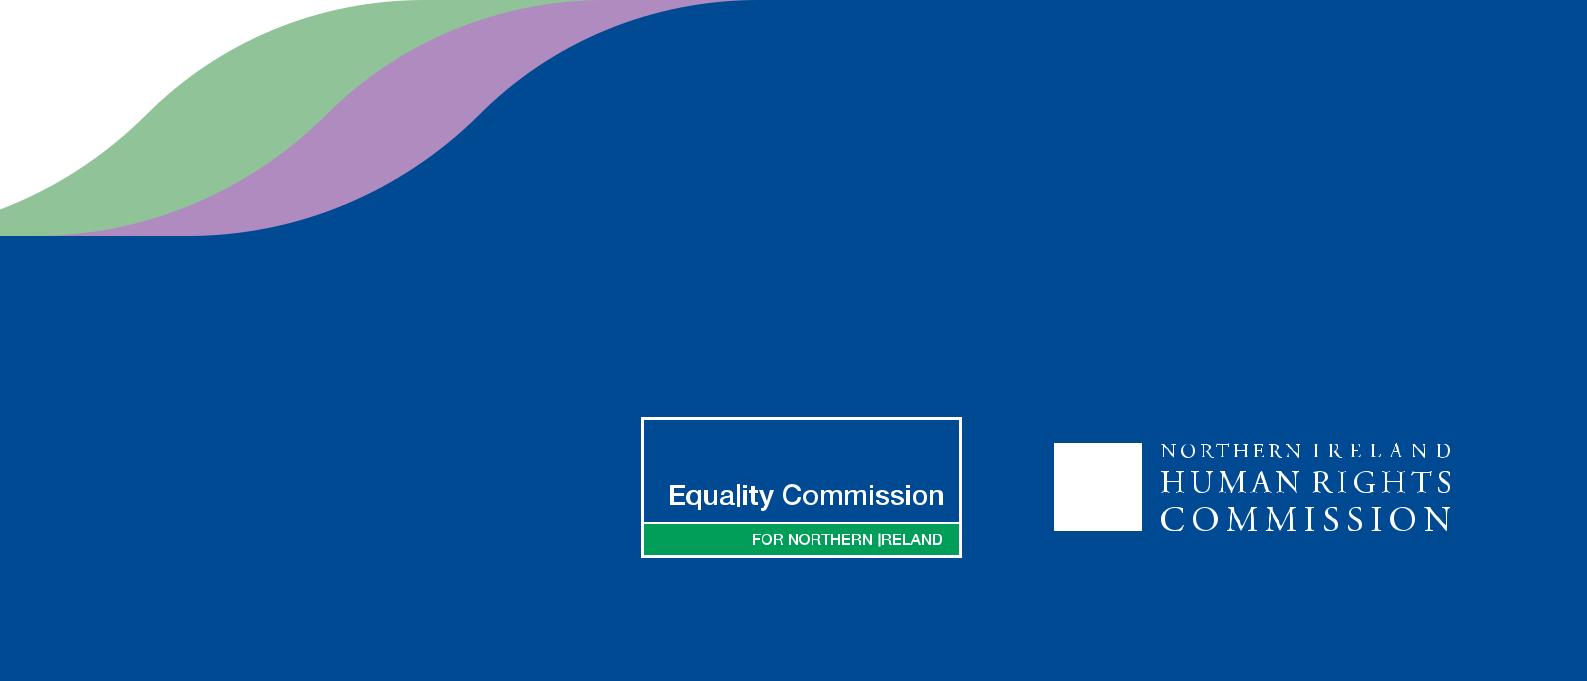 Equality Commission
FOR NORTHERN IRELAND
NORTHERN IRELAND
HUMAN RIGHTS
COMMISSION